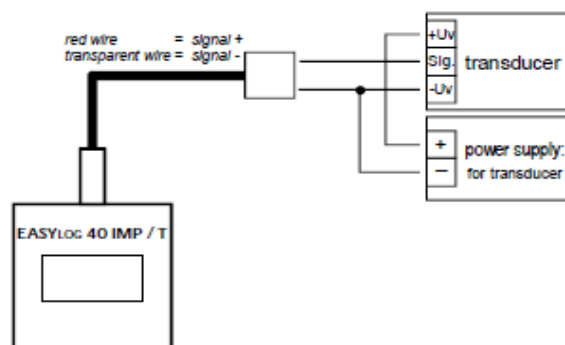 red wire = signal +
transparent wire = signal -
+Uv
Sig.
-Uv
transducer
+
−
power supply:
for transducer
EASYLOG 40 IMP / T